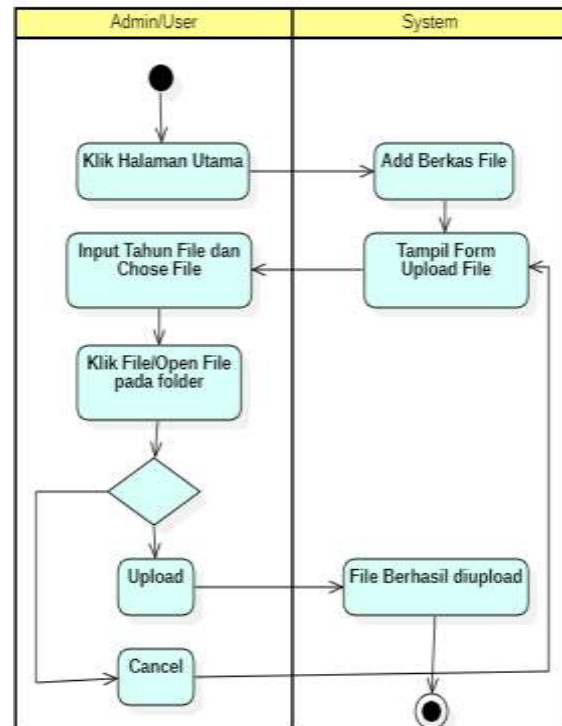 Admin/User
System
Klik Halaman Utama
Add Berkas File
Input Tahun File dan
Chose File
Tampil Form
Upload File
Klik File/Open File
pada folder
Upload
File Berhasil diupload
Cancel